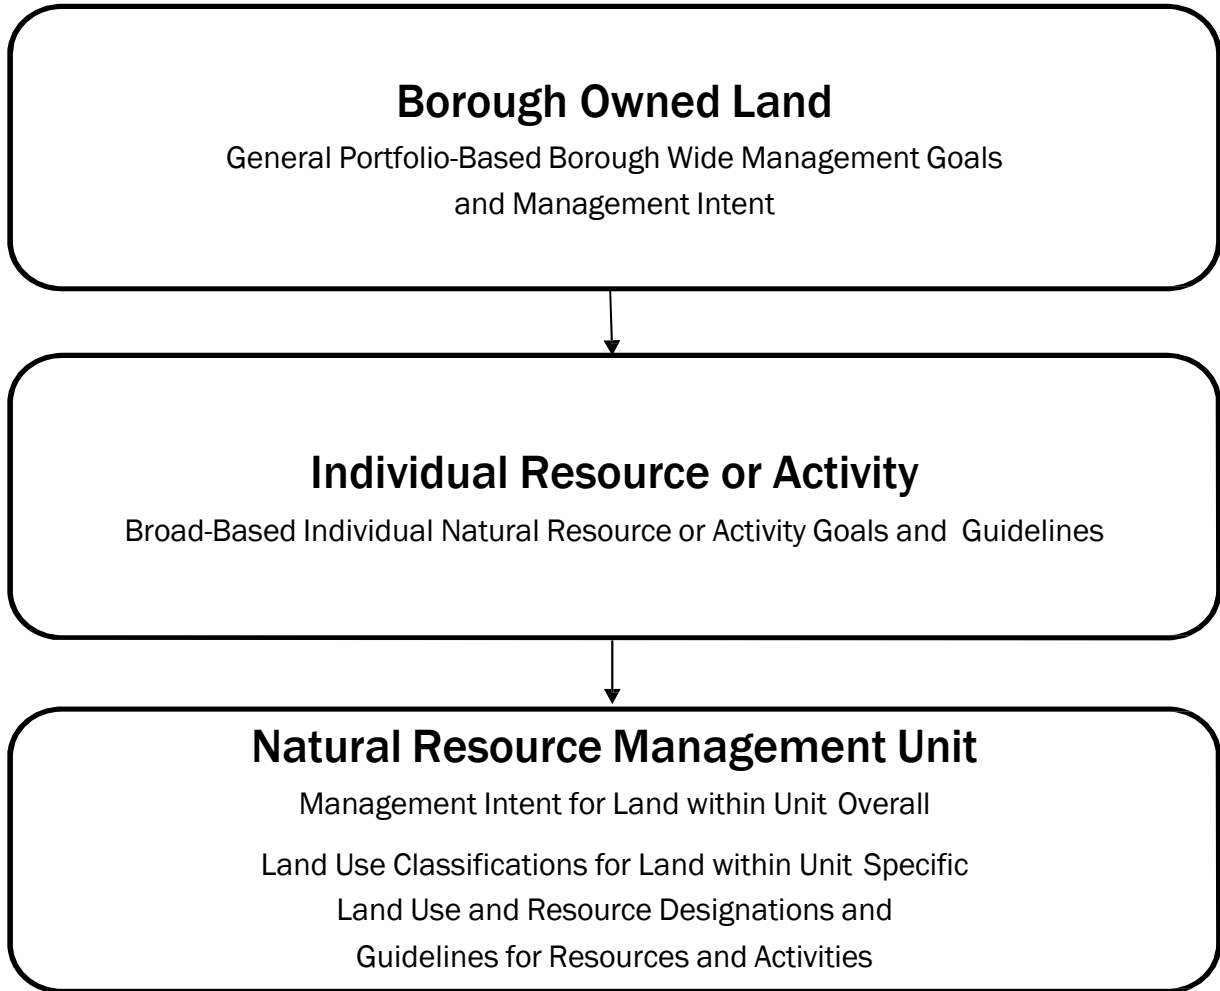 Borough Owned Land
General Portfolio-Based Borough Wide Management Goals
and Management Intent
Individual Resource or Activity
Broad-Based Individual Natural Resource or Activity Goals and Guidelines
Natural Resource Management Unit
Management Intent for Land within Unit Overall
Land Use Classifications for Land within Unit Specific
Land Use and Resource Designations and
Guidelines for Resources and Activities